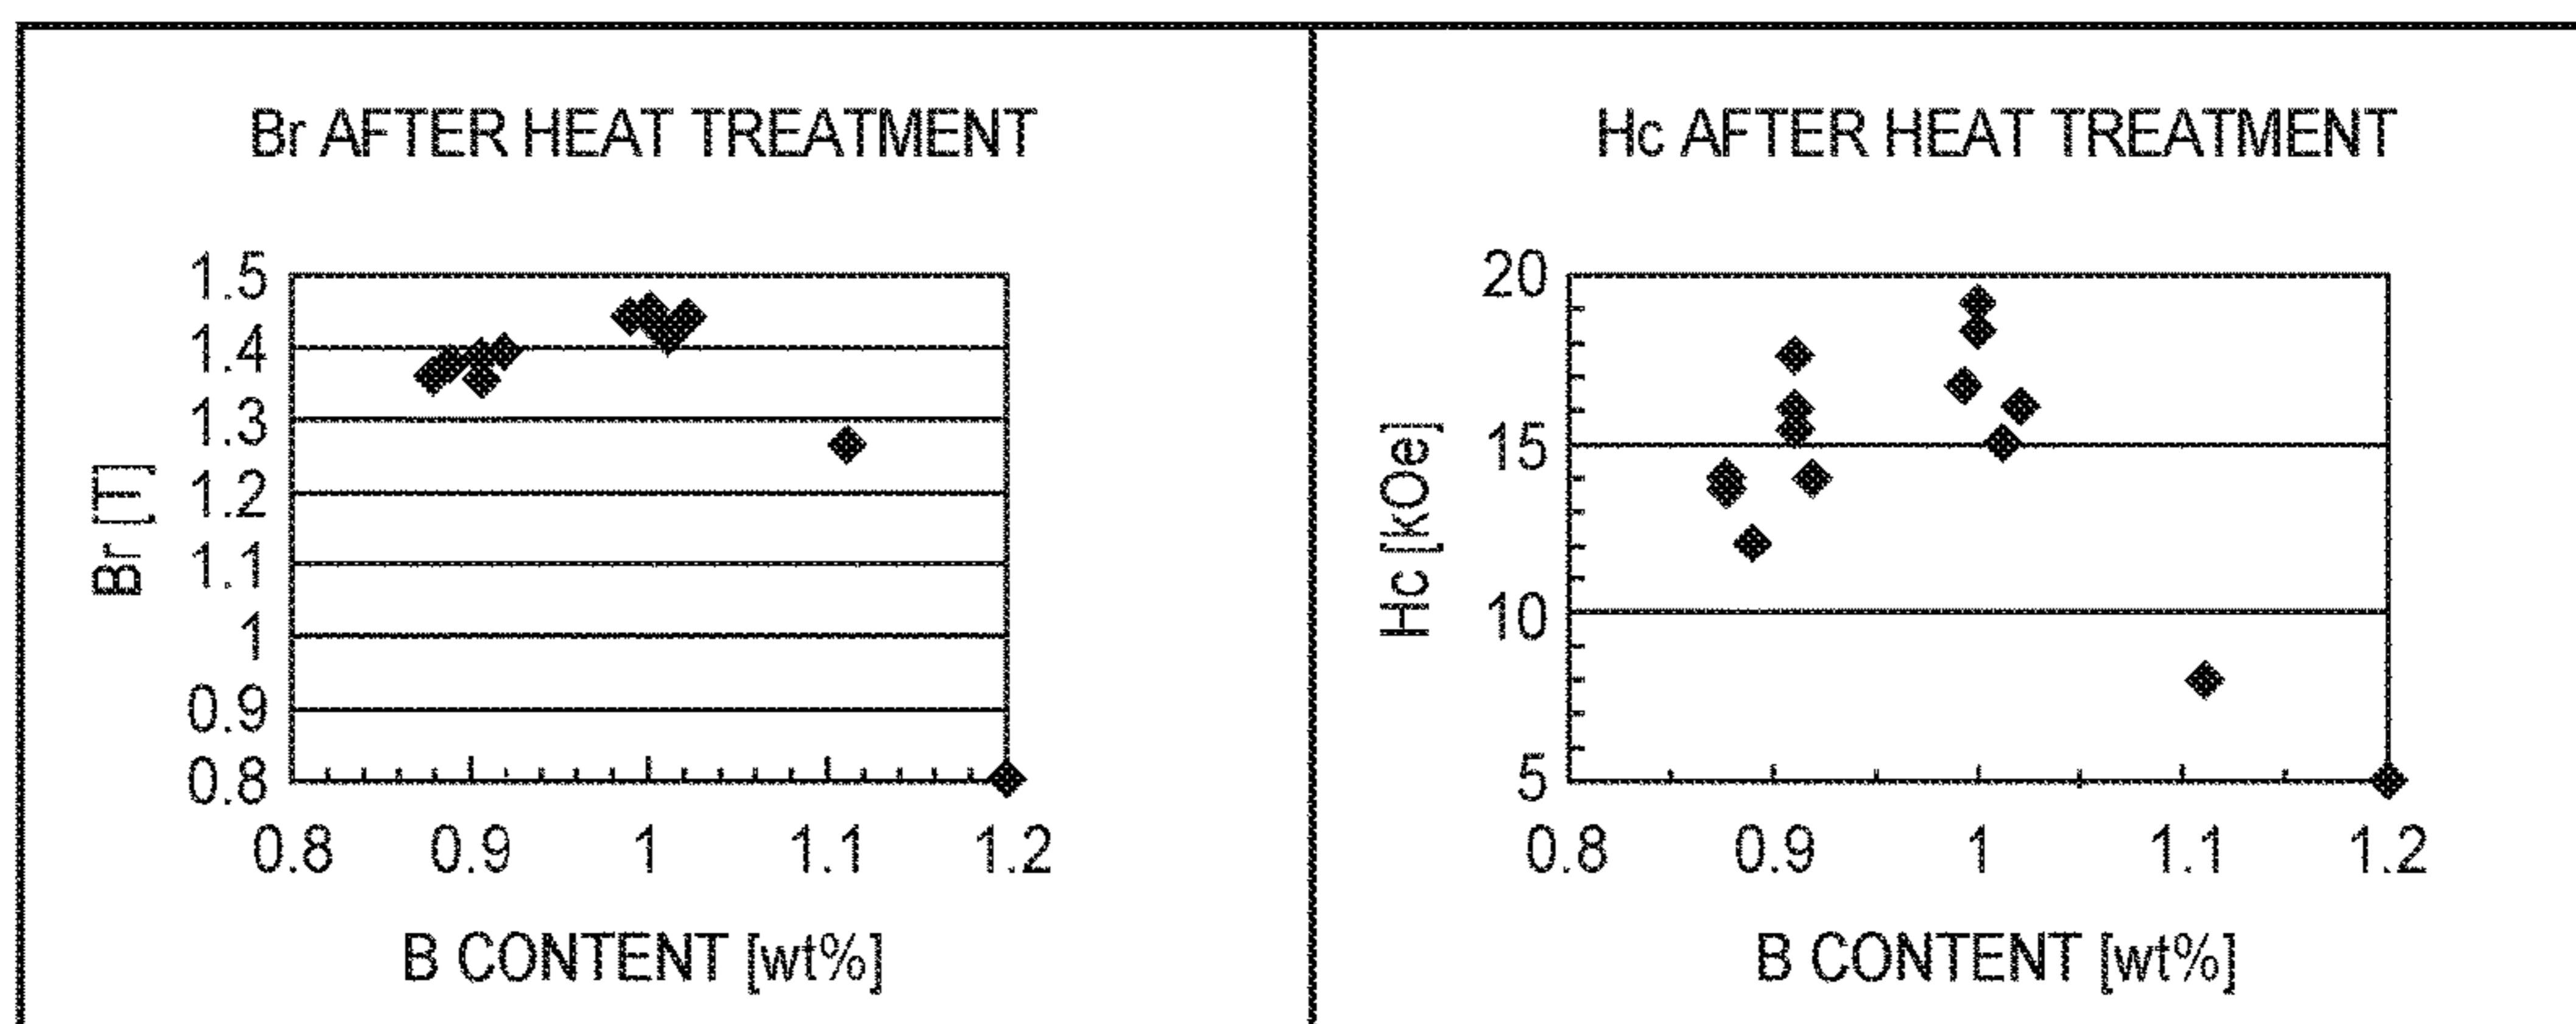 Br AFTER HEAT TREATMENT
1.5
1.4
1.3
1.2
1.1
1
0.9
0.8
Br [T]
0.8 0.9 1 1.1 1.2
B CONTENT [wt%]
Hc AFTER HEAT TREATMENT
20
15
10
5
Hc [kOe]
0.8 0.9 1 1.1 1.2
B CONTENT [wt%]